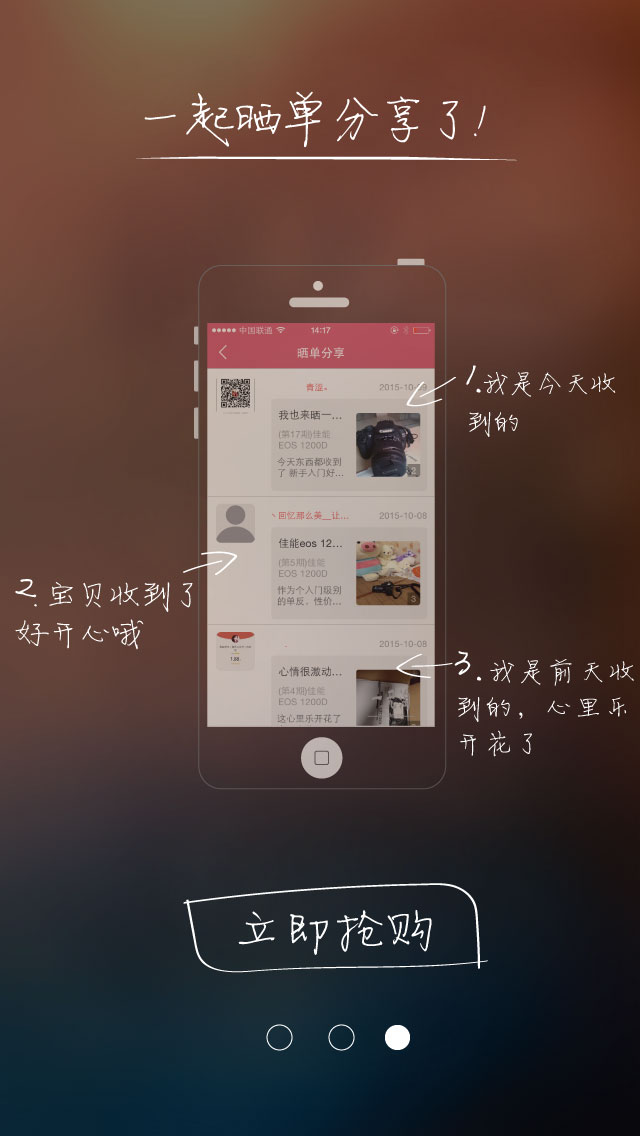 一起晒单分享了!
中国联通 14:17
晒单分享
2015-10-09
我也来晒一...
(第17期)佳能
EOS 1200D
今天东西都收到
了 新手入门好...
2
1.我是今天收
到的
回忆那么美__让...
2015-10-08
佳能eos 12...
(第5期)佳能
EOS 1200D
作为个人门级别
的单反，性价...
3
2.宝贝收到了
好开心哦
2015-10-08
心情很激动...
(第4期)佳能
EOS 1200D
这心里乐开花了
3.我是前天收
到的，心里乐
开花了
立即抢购